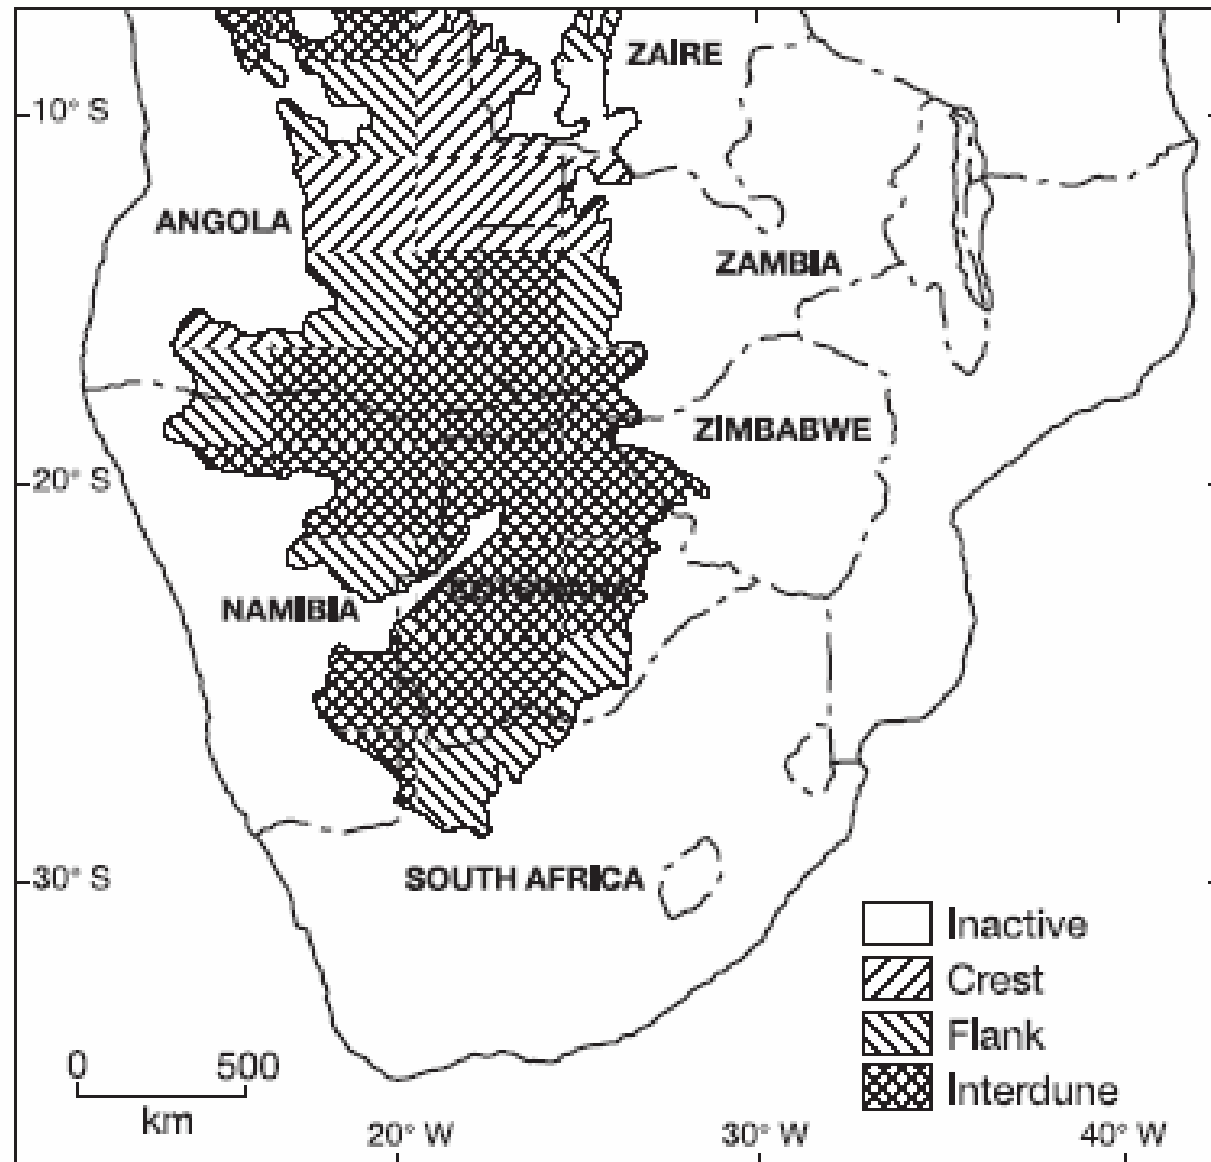 ZAIRE
10° S
ANGOLA
ZAMBIA
ZIMBABWE
20° S
NAMIBIA
30° S
SOUTH AFRICA
Inactive
Crest
Flank
Interdune
0 500
km
20° W 30° W 40° W